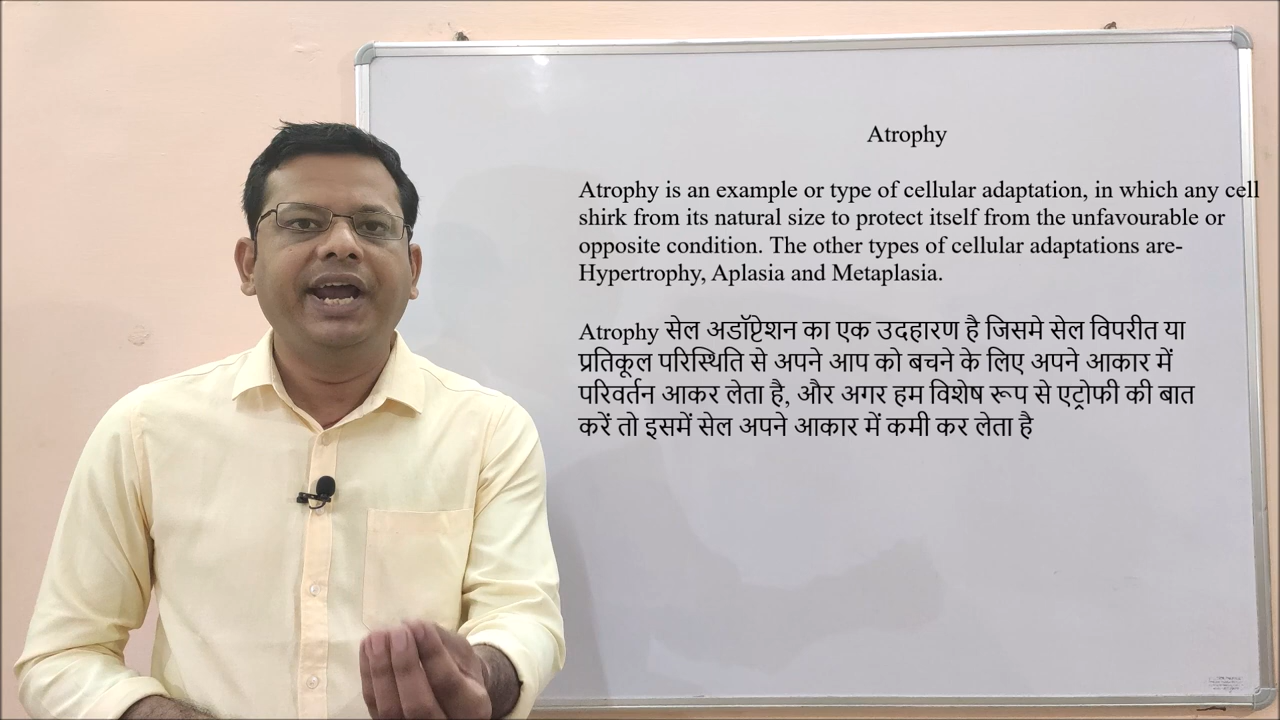 Atrophy
Atrophy is an example or type of cellular adaptation, in which any cell
shirk from its natural size to protect itself from the unfavourable or
opposite condition. The other types of cellular adaptations are-
Hypertrophy, Aplasia and Metaplasia.
Atrophy सेल अडॉप्टेशन का एक उदहारण है जिसमे सेल विपरीत या
प्रतिकूल परिस्थिति से अपने आप को बचने के लिए अपने आकार में
परिवर्तन आकर लेता है, और अगर हम विशेष रूप से एट्रोफी की बात
करें तो इसमें सेल अपने आकार में कमी कर लेता है